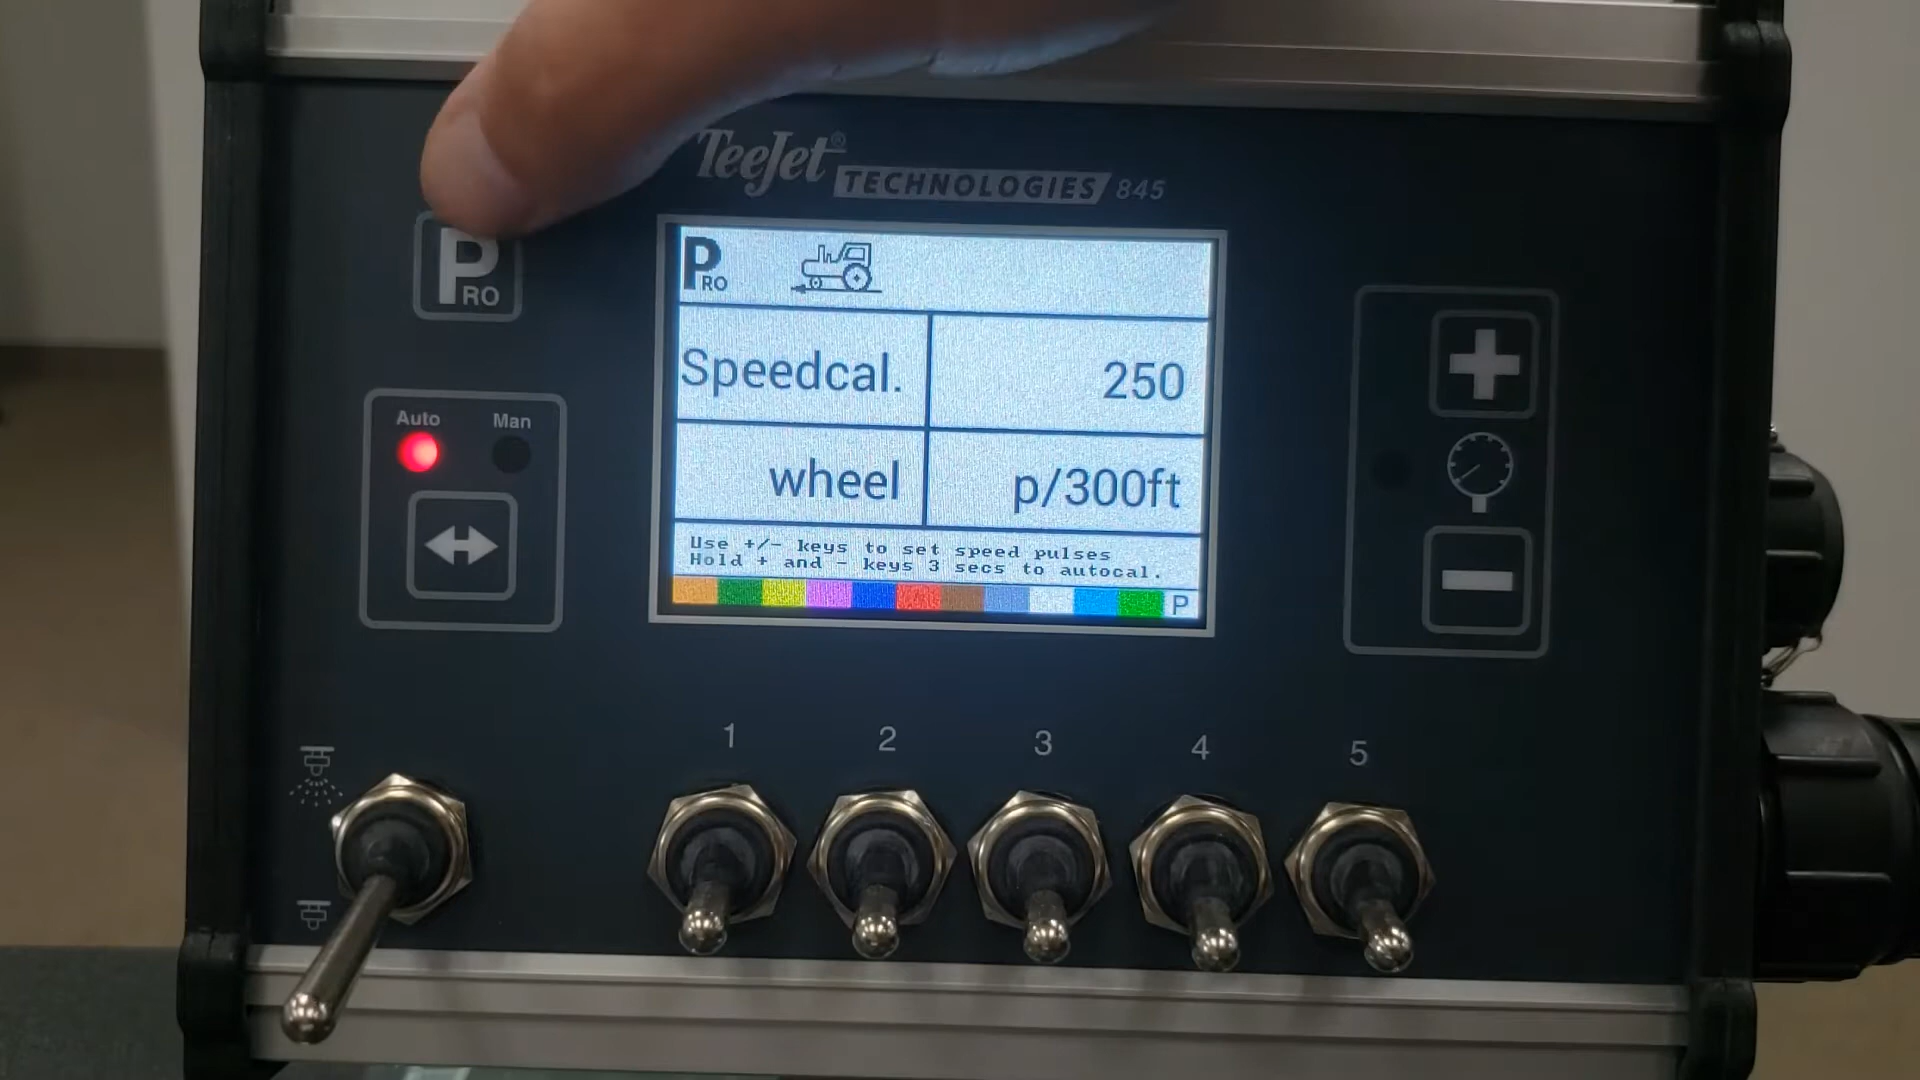 TeeJet®
TECHNOLOGIES 845
PRO
PRO
Speedcal. 250
wheel p/300ft
Use +/- keys to set speed pulses
Hold + and - keys 3 secs to autocal.
P
Auto Man
1 2 3 4 5